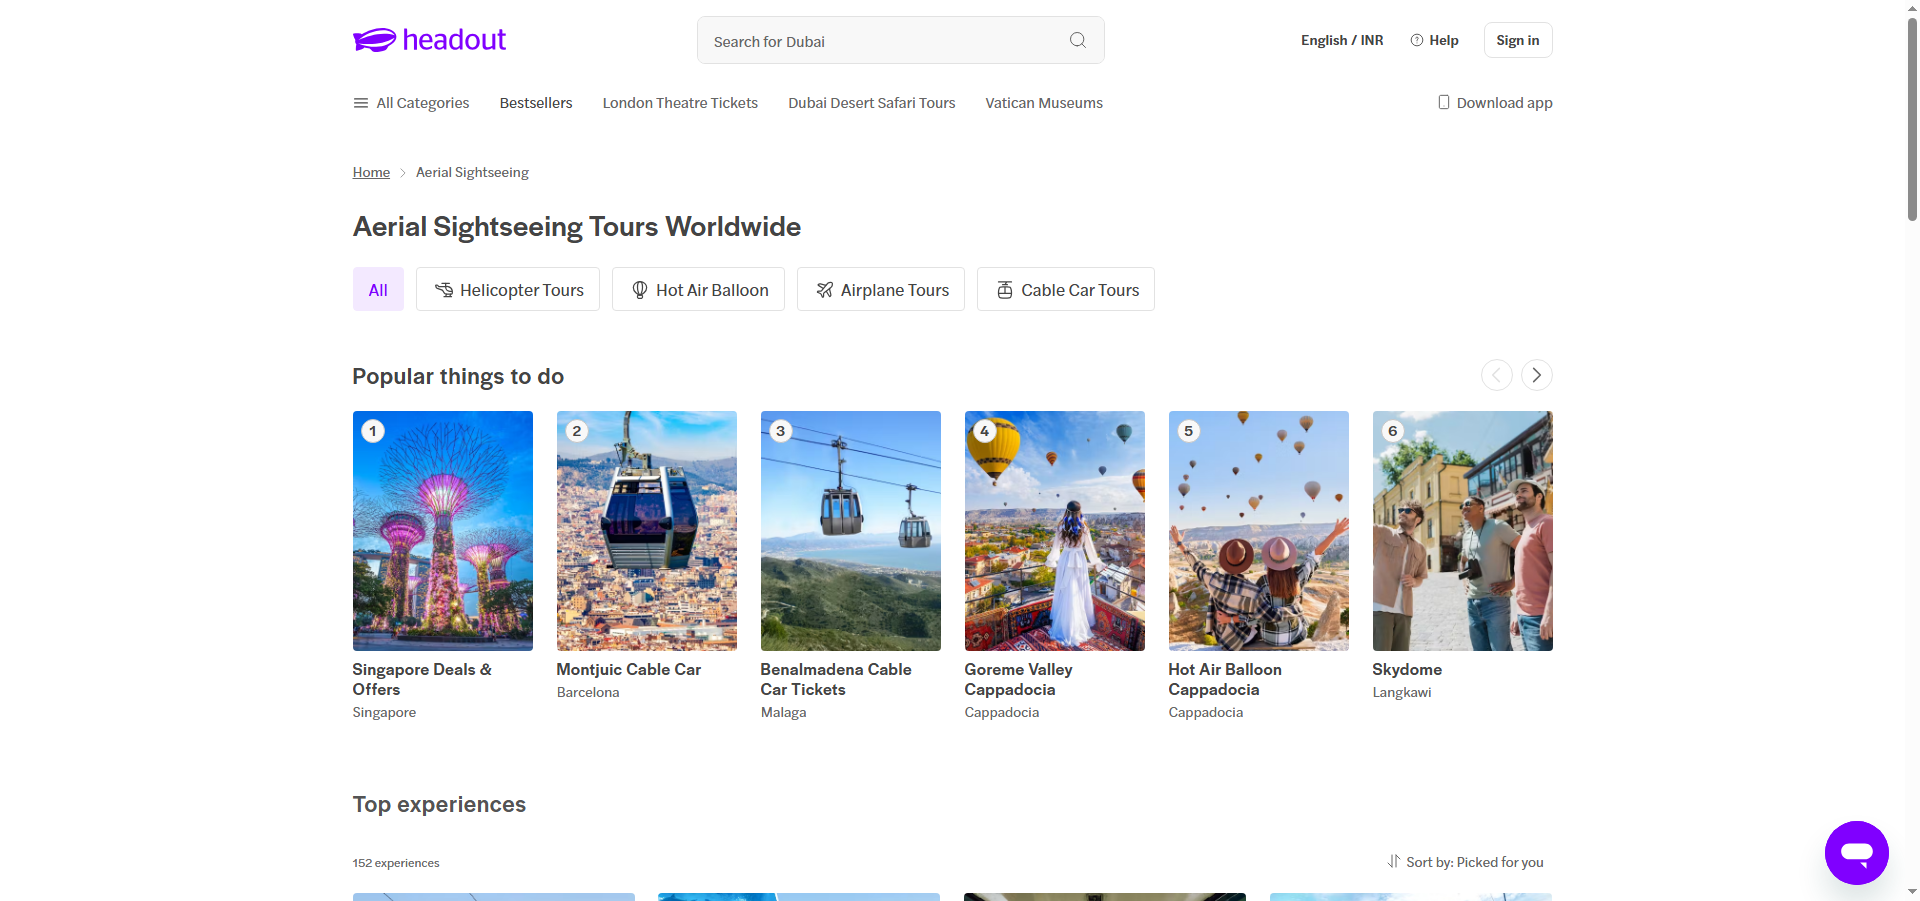 headout
Search for Dubai
English / INR
Help
Sign in
All Categories
Bestsellers
London Theatre Tickets
Dubai Desert Safari Tours
Vatican Museums
Download app
Home
Aerial Sightseeing
Aerial Sightseeing Tours Worldwide
All
Helicopter Tours
Hot Air Balloon
Airplane Tours
Cable Car Tours
Popular things to do
1
2
3
4
5
6
Singapore Deals &
Offers
Singapore
Montjuic Cable Car
Barcelona
Benalmadena Cable
Car Tickets
Malaga
Goreme Valley
Cappadocia
Cappadocia
Hot Air Balloon
Cappadocia
Cappadocia
Skydome
Langkawi
Top experiences
152 experiences
Sort by: Picked for you